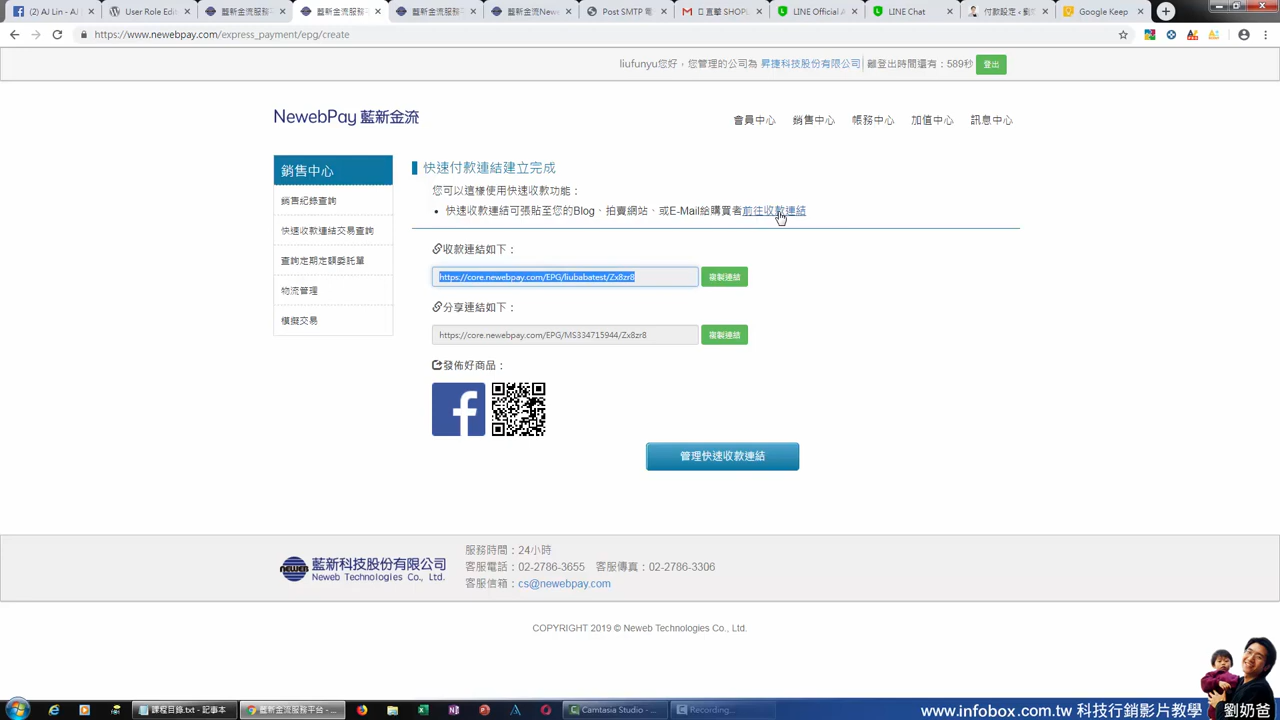 (2) AJ Lin - AJ
User Role Edi
藍新金流服務
藍新金流服務
藍新金流服務
藍新金流New
Post SMTP 電
LINE Official A
LINE Chat
Google Keep
https://www.newebpay.com/express_payment/epg/create
liufunyu您好，您管理的公司為 昇捷科技股份有限公司 離登出時間還有：589秒 登出
NewebPay 藍新金流
會員中心 銷售中心 帳務中心 加值中心 訊息中心
銷售中心
銷售紀錄查詢
快速收款連結交易查詢
查詢定期定額委託單
物流管理
模擬交易
快速付款連結建立完成
您可以這樣使用快速收款功能：
• 快速收款連結可張貼至您的Blog、拍賣網站、或E-Mail給購買者前往收款連結
收款連結如下：
https://core.newebpay.com/EPG/liubabatest/Zx8zr8 複製連結
分享連結如下：
https://core.newebpay.com/EPG/MS334715944/Zx8zr8 複製連結
發佈好商品：
管理快速收款連結
NEWEB 藍新科技股份有限公司
Neweb Technologies Co., Ltd.
服務時間：24小時
客服電話：02-2786-3655 客服傳真：02-2786-3306
客服信箱：cs@newebpay.com
COPYRIGHT 2019 © Neweb Technologies Co., Ltd.
課程目錄.txt - 記事本
藍新金流服務平台 - ...
Camtasia Studio - ...
Recording...
www.infobox.com.tw 科技行銷影片教學 劉奶爸